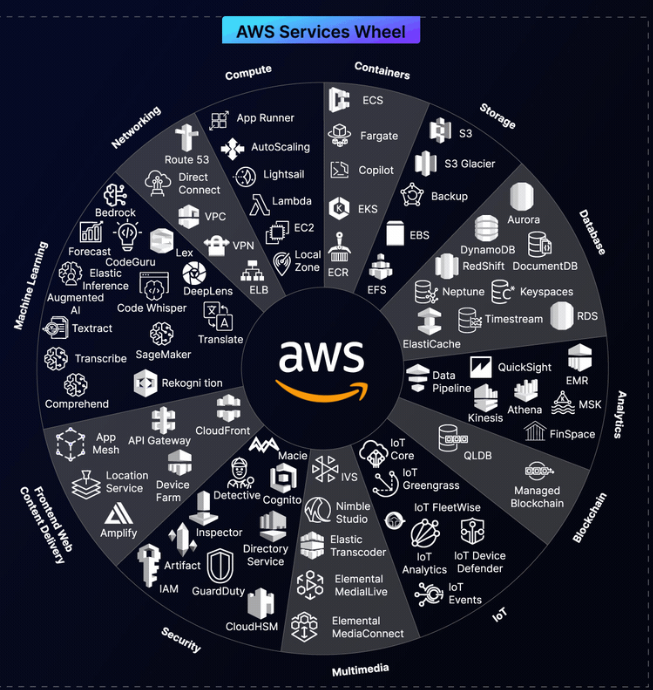 AWS Services Wheel
Compute
App Runner
AutoScaling
Lightsail
Lambda
EC2
Local
Zone
Containers
ECS
Fargate
Copilot
EKS
ECR
Storage
S3
S3 Glacier
Backup
EBS
EFS
Database
Aurora
DynamoDB
DocumentDB
RedShift
Neptune
Keyspaces
Timestream
RDS
ElastiCache
Analytics
Data
Pipeline
QuickSight
EMR
Kinesis
Athena
MSK
FinSpace
Blockchain
QLDB
Managed
Blockchain
IoT
IoT
Core
IoT
Greengrass
IoT FleetWise
IoT
Analytics
IoT Device
Defender
IoT
Events
Multimedia
IVS
Nimble
Studio
Elastic
Transcoder
Elemental
MediaILive
Elemental
MediaConnect
Security
Macie
Detective
Cognito
Inspector
Directory
Service
Artifact
IAM
GuardDuty
CloudHSM
Frontend Web
Content Delivery
App
Mesh
API Gateway
CloudFront
Location
Service
Device
Farm
Amplify
Machine Learning
Bedrock
Forecast
CodeGuru
Lex
Elastic
Inference
DeepLens
Augmented
AI
Code Whisper
Textract
SageMaker
Translate
Transcribe
Rekogni tion
Comprehend
Networking
Route 53
Direct
Connect
VPC
VPN
ELB
aws